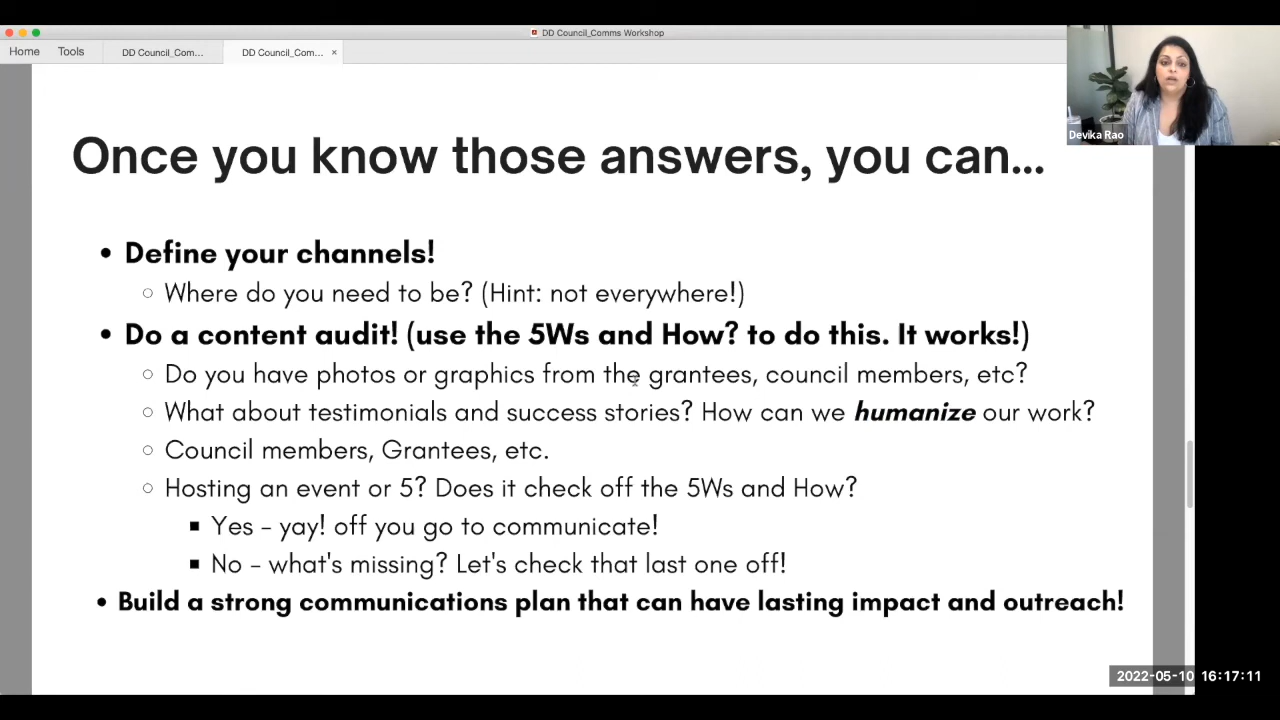 DD Council_Comms Workshop
Home Tools DD Council_Com... DD Council_Com... ×
Devika Rao
Once you know those answers, you can...
• Define your channels!
○ Where do you need to be? (Hint: not everywhere!)
• Do a content audit! (use the 5Ws and How? to do this. It works!)
○ Do you have photos or graphics from the grantees, council members, etc?
○ What about testimonials and success stories? How can we humanize our work?
○ Council members, Grantees, etc.
○ Hosting an event or 5? Does it check off the 5Ws and How?
▪ Yes - yay! off you go to communicate!
▪ No - what's missing? Let's check that last one off!
• Build a strong communications plan that can have lasting impact and outreach!
2022-05-10 16:17:11